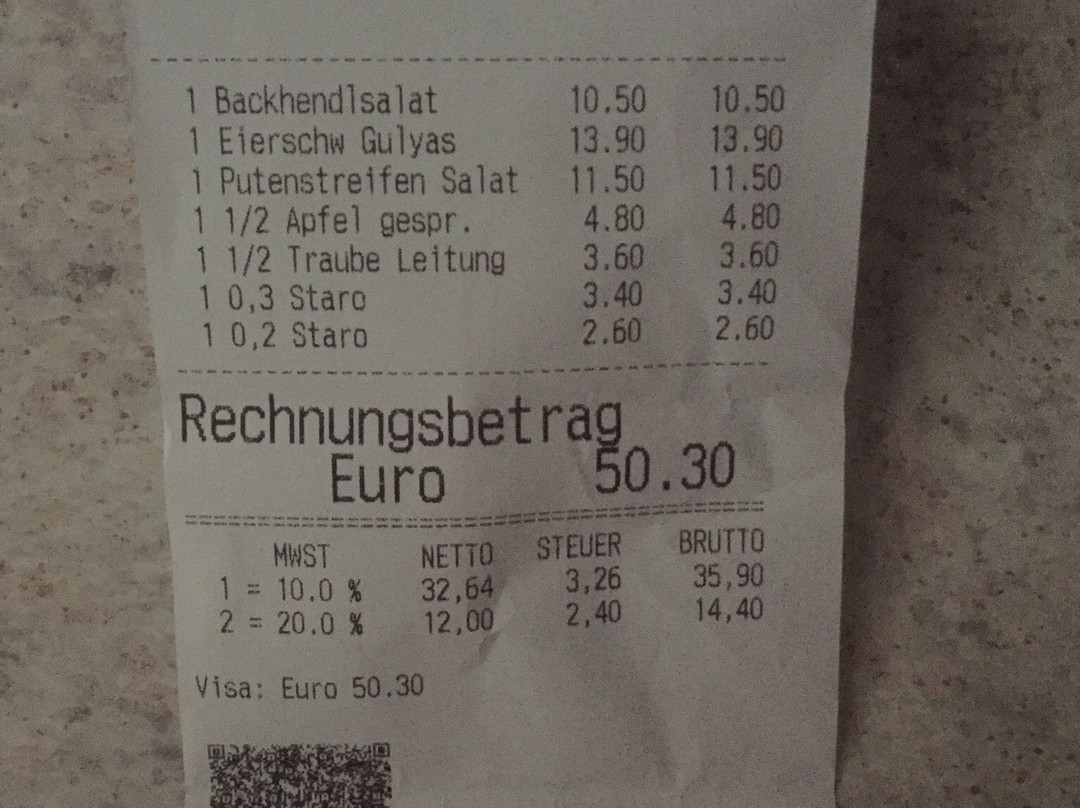 1 Backhendlsalat 10.50 10.50
1 Eierschw Gulyas 13.90 13.90
1 Putenstreifen Salat 11.50 11.50
1 1/2 Apfel gespr. 4.80 4.80
1 1/2 Traube Leitung 3.60 3.60
1 0,3 Staro 3.40 3.40
1 0,2 Staro 2.60 2.60
Rechnungsbetrag
Euro 50.30
MWST NETTO STEUER BRUTTO
1 = 10.0 % 32,64 3,26 35,90
2 = 20.0 % 12,00 2,40 14,40
Visa: Euro 50.30